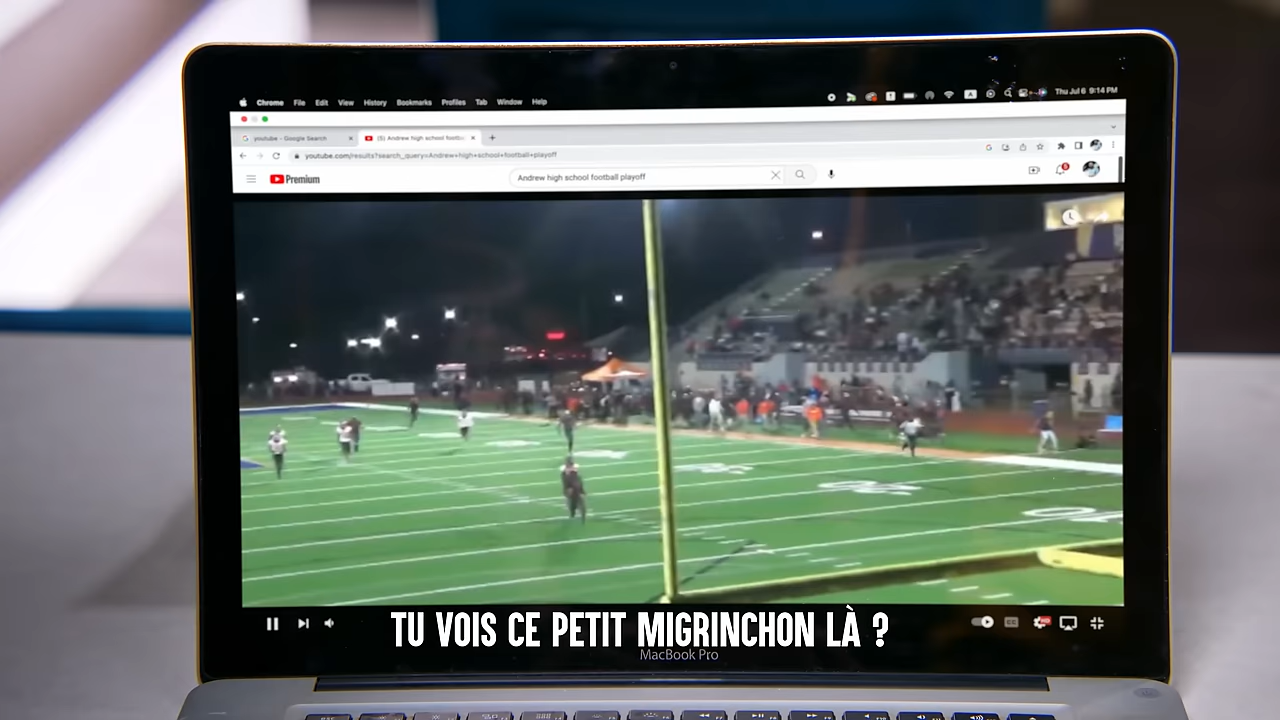 Chrome File Edit View History Bookmarks Profiles Tab Window Help
Thu Jul 6 9:14 PM
youtube - Google Search
(5) Andrew high school footba
youtube.com/results?search_query=Andrew+high+school+football+playoff
Premium
Andrew high school football playoff
TU VOIS CE PETIT MIGRINCHON LÀ ?
MacBook Pro